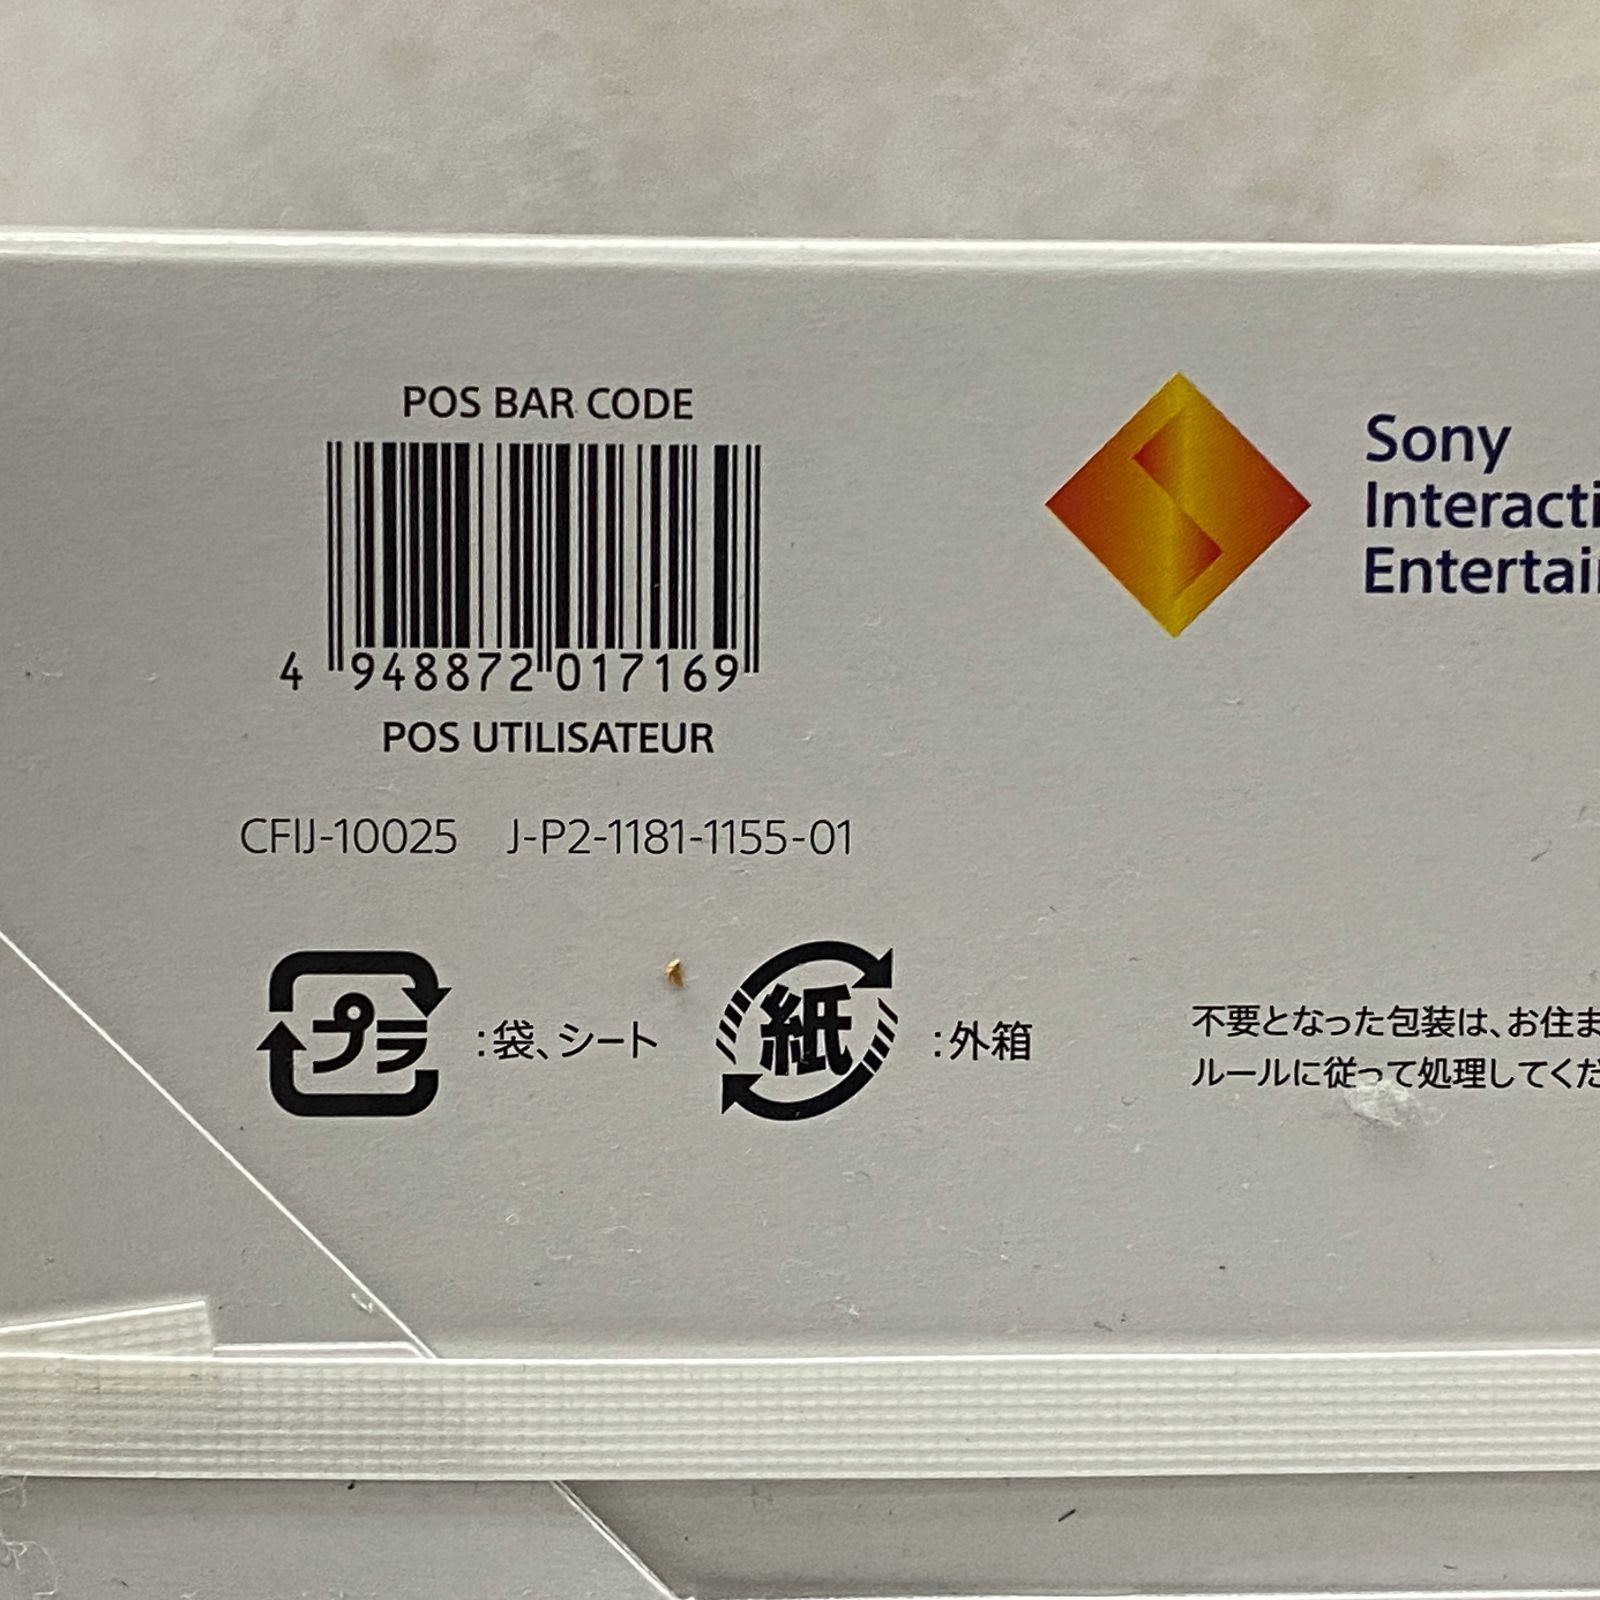 POS BAR CODE
4 948872 017169
POS UTILISATEUR
CFIJ-10025 J-P2-1181-1155-01
Sony
Interacti
Entertai
プラ :袋、シート 紙 :外箱
不要となった包装は、お住ま
ルールに従って処理してくだ